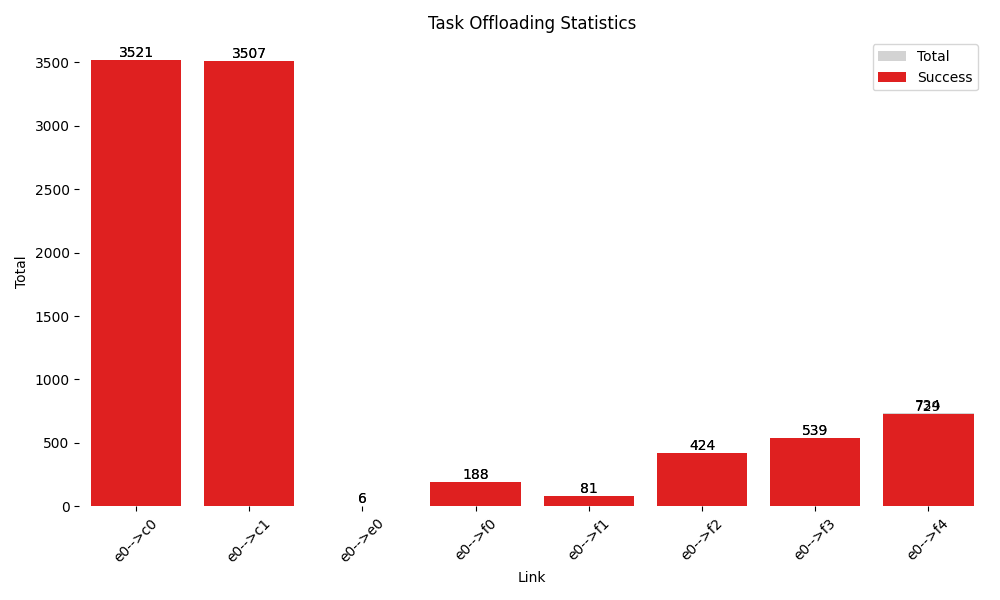 Task Offloading Statistics
Total
Success
3521
3507
6
188
81
424
539
734
729
3500
3000
2500
2000
1500
1000
500
0
Total
e0-->c0
e0-->c1
e0-->e0
e0-->f0
e0-->f1
e0-->f2
e0-->f3
e0-->f4
Link